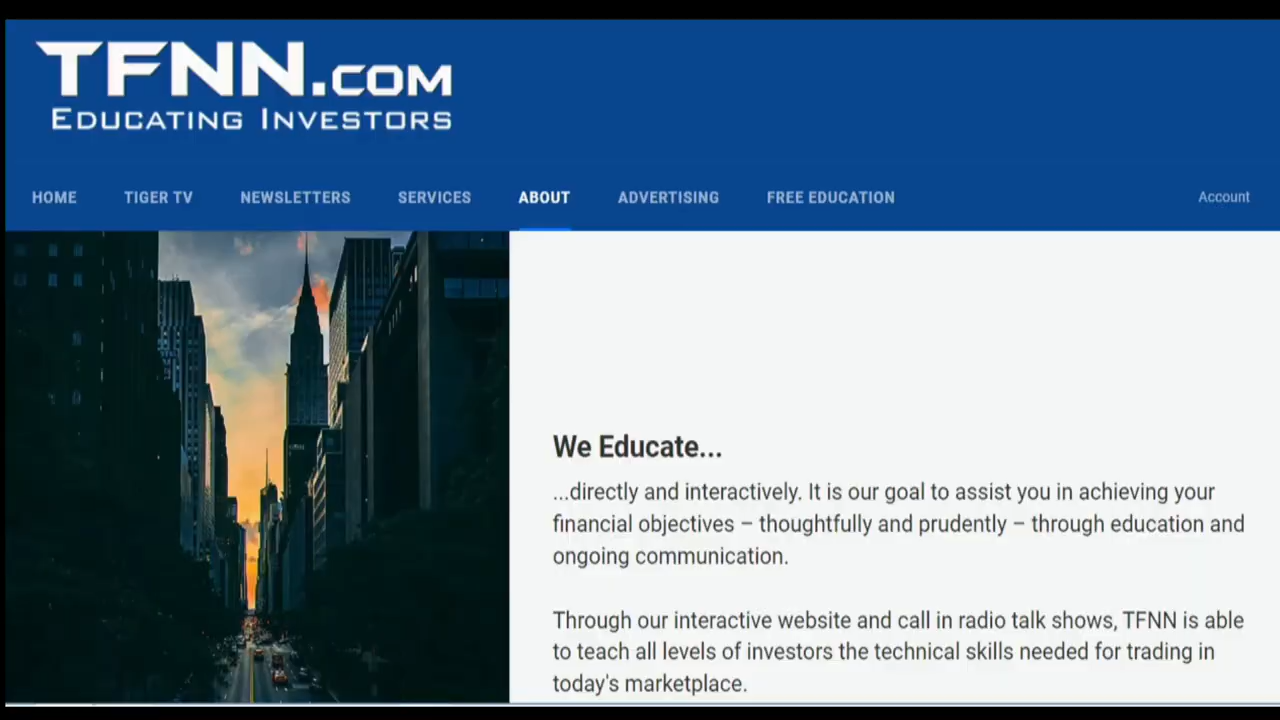 TFNN.COM
EDUCATING INVESTORS
HOME TIGER TV NEWSLETTERS SERVICES ABOUT ADVERTISING FREE EDUCATION Account
We Educate...
...directly and interactively. It is our goal to assist you in achieving your
financial objectives – thoughtfully and prudently – through education and
ongoing communication.
Through our interactive website and call in radio talk shows, TFNN is able
to teach all levels of investors the technical skills needed for trading in
today's marketplace.